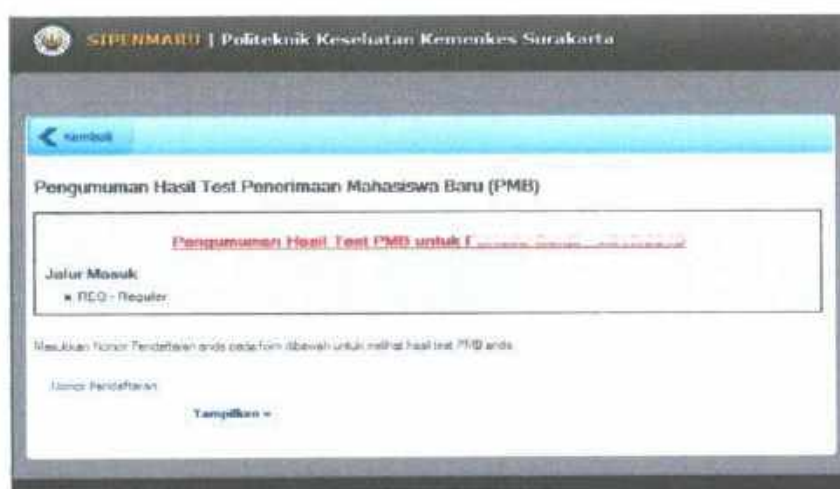 SIPENMARU | Politeknik Kesehatan Kemenkes Surakarta
Kembali
Pengumuman Hasil Test Penerimaan Mahasiswa Baru (PMB)
Pengumuman Hasil Test PMB untuk
Jalur Masuk
REG - Reguler
Masukkan Nomor Pendaftaran anda pada form dibawah untuk melihat hasil test PMB anda
Nomor Pendaftaran
Tampilkan »